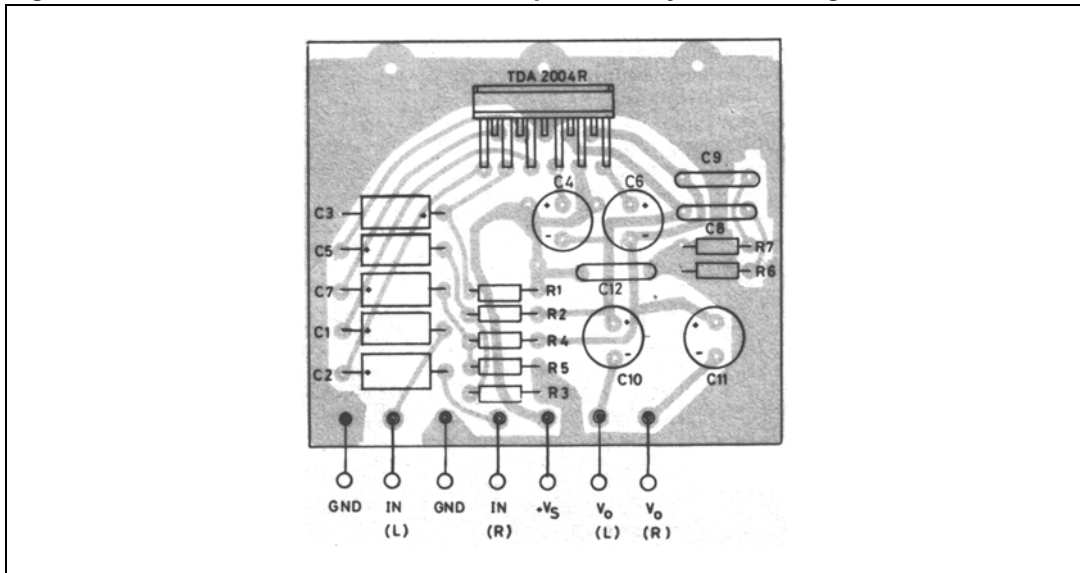 TDA 2004R
C9
C4
C6
C3
C8
R7
C5
R6
C12
C7
R1
R2
C1
R4
R5
C10
C11
C2
R3
GND IN GND IN +VS Vo Vo
(L) (R) (L) (R)